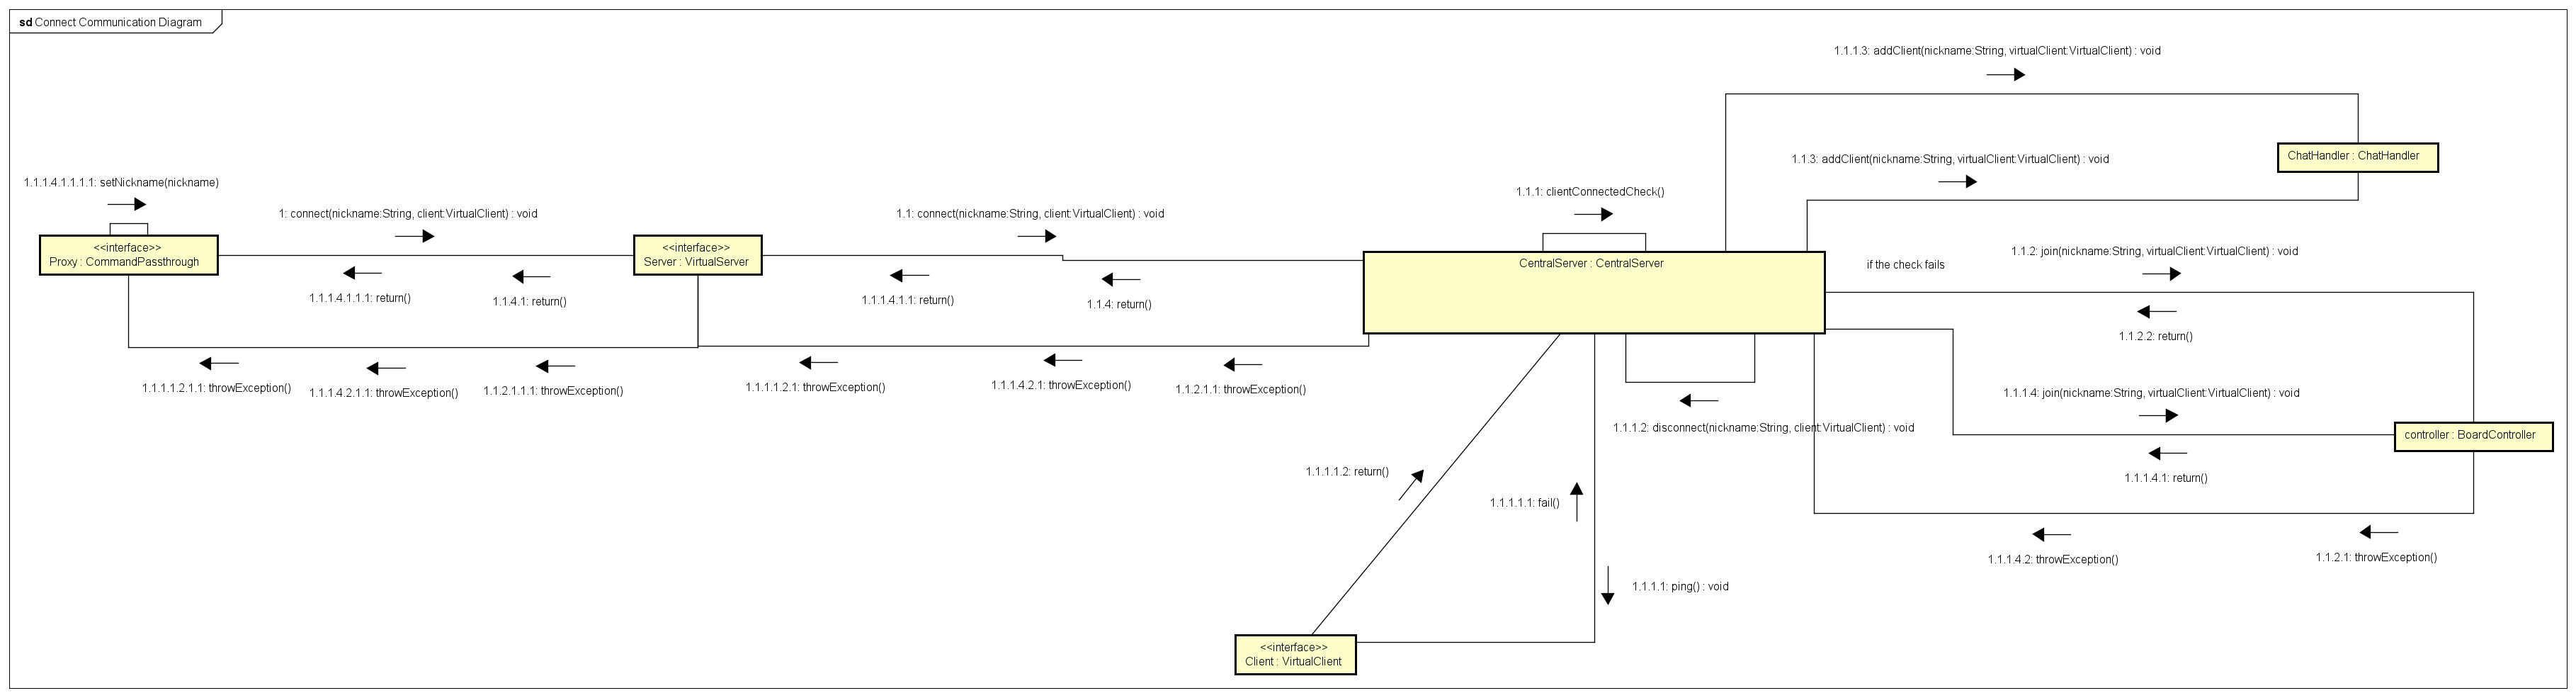 sd Connect Communication Diagram
1.1.1.3: addClient(nickname:String, virtualClient:VirtualClient) : void
ChatHandler : ChatHandler
1.1.3: addClient(nickname:String, virtualClient:VirtualClient) : void
1.1.1.4.1.1.1.1: setNickname(nickname)
1.1.1: clientConnectedCheck()
1: connect(nickname:String, client:VirtualClient) : void
1.1: connect(nickname:String, client:VirtualClient) : void
<<interface>>
Proxy : CommandPassthrough
<<interface>>
Server : VirtualServer
CentralServer : CentralServer
if the check fails
1.1.2: join(nickname:String, virtualClient:VirtualClient) : void
1.1.1.4.1.1.1: return()
1.1.4.1: return()
1.1.1.4.1.1: return()
1.1.4: return()
1.1.2.2: return()
1.1.1.1.2.1.1: throwException()
1.1.1.4.2.1.1: throwException()
1.1.2.1.1.1: throwException()
1.1.1.1.2.1: throwException()
1.1.1.4.2.1: throwException()
1.1.2.1.1: throwException()
1.1.1.4: join(nickname:String, virtualClient:VirtualClient) : void
1.1.1.2: disconnect(nickname:String, client:VirtualClient) : void
controller : BoardController
1.1.1.1.2: return()
1.1.1.4.1: return()
1.1.1.1.1: fail()
1.1.1.4.2: throwException()
1.1.2.1: throwException()
1.1.1.1: ping() : void
<<interface>>
Client : VirtualClient